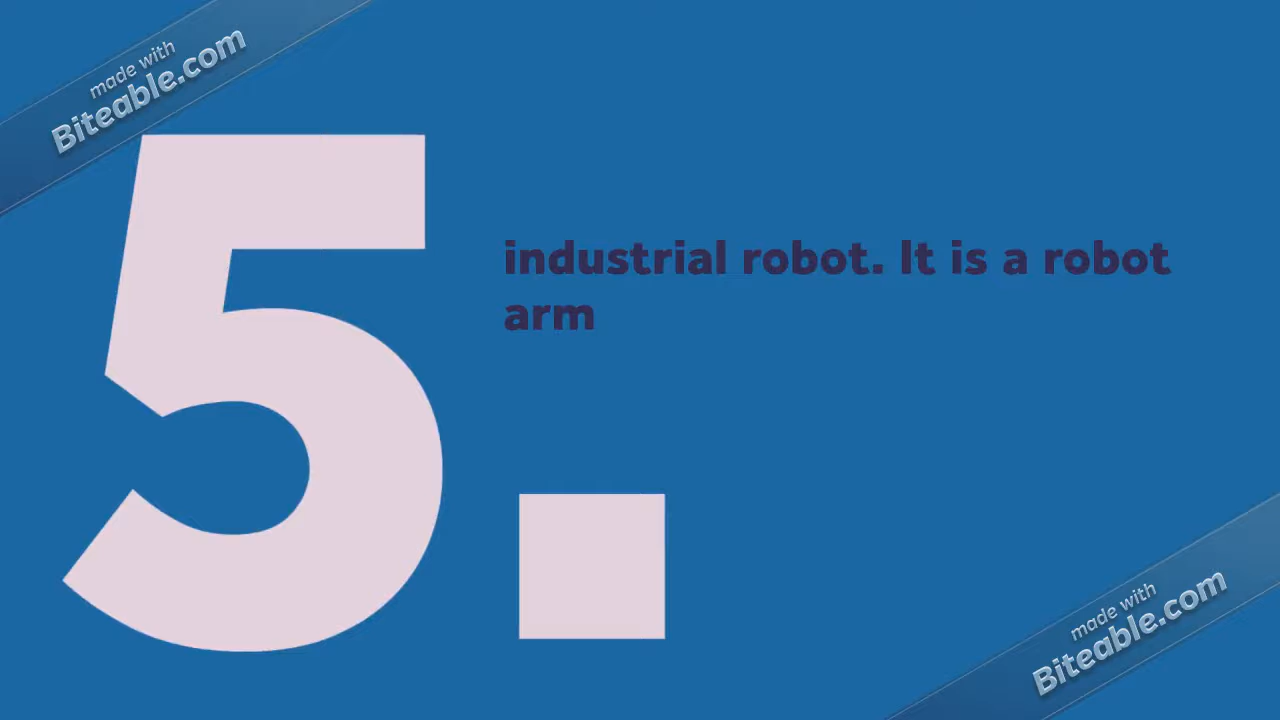 made with
Biteable.com
5.
industrial robot. It is a robot
arm
made with
Biteable.com